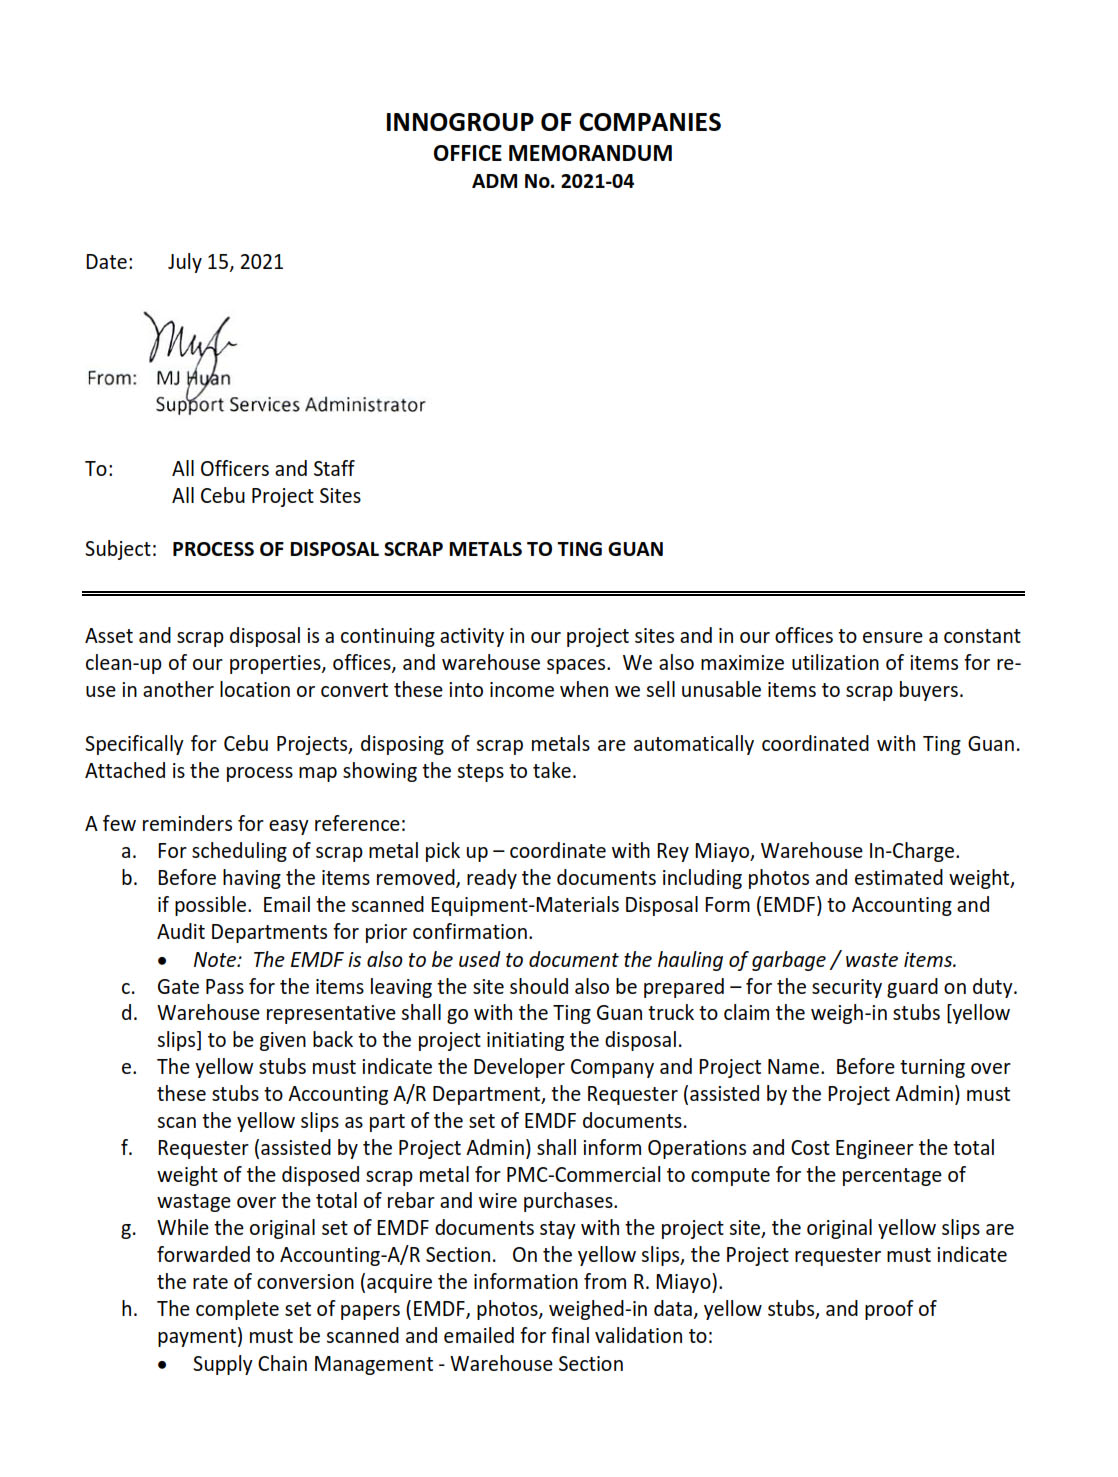 INNOGROUP OF COMPANIES
OFFICE MEMORANDUM
ADM No. 2021-04
Date: July 15, 2021
From: MJ Huan
Support Services Administrator
To: All Officers and Staff
All Cebu Project Sites
Subject: PROCESS OF DISPOSAL SCRAP METALS TO TING GUAN
Asset and scrap disposal is a continuing activity in our project sites and in our offices to ensure a constant
clean-up of our properties, offices, and warehouse spaces. We also maximize utilization of items for re-
use in another location or convert these into income when we sell unusable items to scrap buyers.
Specifically for Cebu Projects, disposing of scrap metals are automatically coordinated with Ting Guan.
Attached is the process map showing the steps to take.
A few reminders for easy reference:
a. For scheduling of scrap metal pick up – coordinate with Rey Miayo, Warehouse In-Charge.
b. Before having the items removed, ready the documents including photos and estimated weight,
if possible. Email the scanned Equipment-Materials Disposal Form (EMDF) to Accounting and
Audit Departments for prior confirmation.
• Note: The EMDF is also to be used to document the hauling of garbage / waste items.
c. Gate Pass for the items leaving the site should also be prepared – for the security guard on duty.
d. Warehouse representative shall go with the Ting Guan truck to claim the weigh-in stubs [yellow
slips] to be given back to the project initiating the disposal.
e. The yellow stubs must indicate the Developer Company and Project Name. Before turning over
these stubs to Accounting A/R Department, the Requester (assisted by the Project Admin) must
scan the yellow slips as part of the set of EMDF documents.
f. Requester (assisted by the Project Admin) shall inform Operations and Cost Engineer the total
weight of the disposed scrap metal for PMC-Commercial to compute for the percentage of
wastage over the total of rebar and wire purchases.
g. While the original set of EMDF documents stay with the project site, the original yellow slips are
forwarded to Accounting-A/R Section. On the yellow slips, the Project requester must indicate
the rate of conversion (acquire the information from R. Miayo).
h. The complete set of papers (EMDF, photos, weighed-in data, yellow stubs, and proof of
payment) must be scanned and emailed for final validation to:
• Supply Chain Management - Warehouse Section